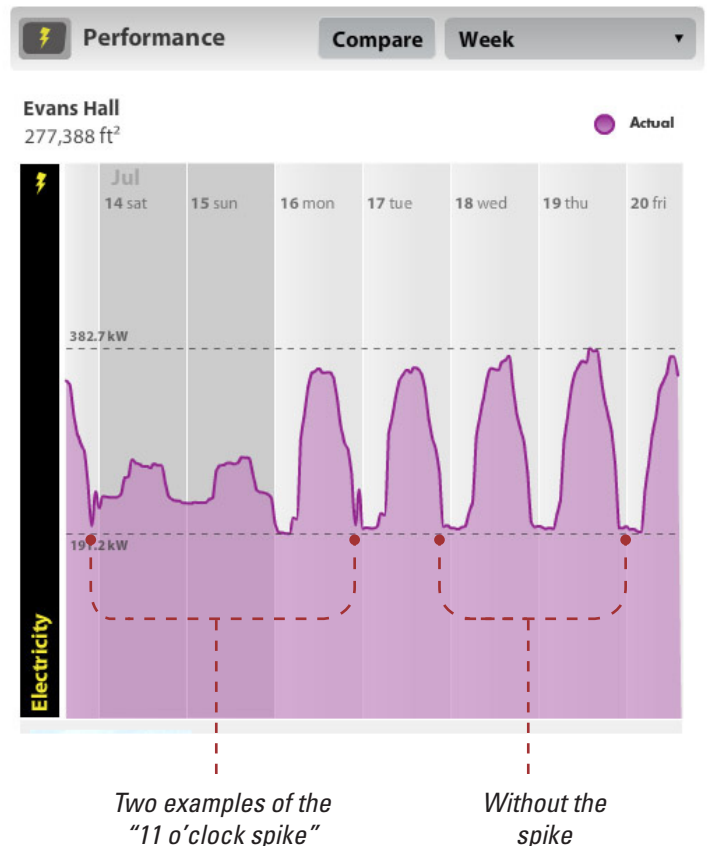 Performance
Compare
Week
Evans Hall
277,388 ft²
Actual
Jul
14 sat
15 sun
16 mon
17 tue
18 wed
19 thu
20 fri
382.7 kW
191.2 kW
Electricity
Two examples of the
“11 o’clock spike”
Without the
spike